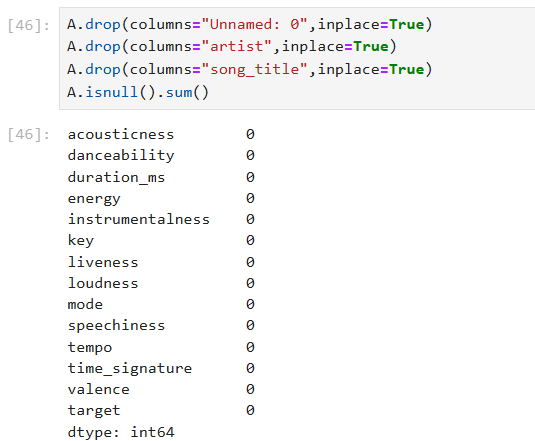 [46]: A.drop(columns="Unnamed: 0",inplace=True)
A.drop(columns="artist",inplace=True)
A.drop(columns="song_title",inplace=True)
A.isnull().sum()
[46]: acousticness 0
danceability 0
duration_ms 0
energy 0
instrumentalness 0
key 0
liveness 0
loudness 0
mode 0
speechiness 0
tempo 0
time_signature 0
valence 0
target 0
dtype: int64